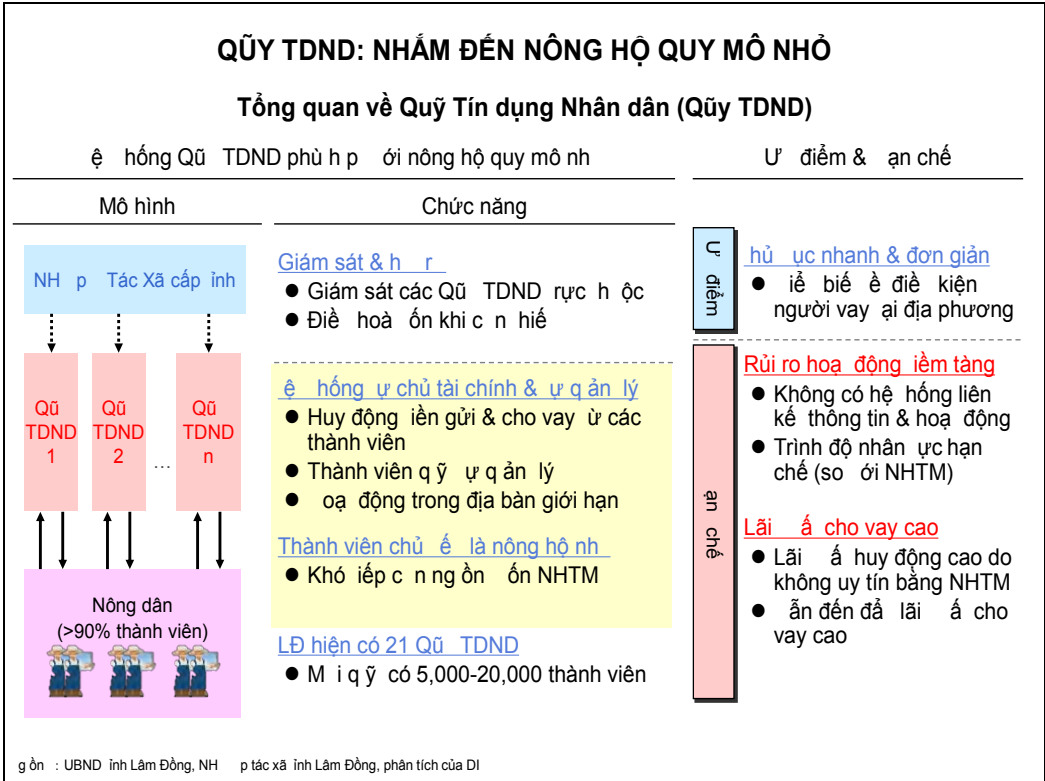 QŨY TDND: NHẮM ĐẾN NÔNG HỘ QUY MÔ NHỎ
Tổng quan về Quỹ Tín dụng Nhân dân (Qũy TDND)
ệ hống Qũ TDND phù h p ới nông hộ quy mô nh
Mô hình
NH p Tác Xã cấp ỉnh
Qũ
TDND
1
Qũ
TDND
2
...
Qũ
TDND
n
Nông dân
(>90% thành viên)
Chức năng
Giám sát & h r
● Giám sát các Qũ TDND rực h ộc
● Điề hoà ốn khi c n hiế
ệ hống ự chủ tài chính & ự q ản lý
● Huy động iền gửi & cho vay ừ các
thành viên
● Thành viên q ỹ ự q ản lý
● oạ động trong địa bàn giới hạn
Thành viên chủ ế là nông hộ nh
● Khó iếp c n ng ồn ốn NHTM
LĐ hiện có 21 Qũ TDND
● M i q ỹ có 5,000-20,000 thành viên
Ư điểm & ạn chế
Ư điểm
hủ ục nhanh & đơn giản
● iể biế ề điề kiện
người vay ại địa phương
ạn chế
Rủi ro hoạ động iềm tàng
● Không có hệ hống liên
kế thông tin & hoạ động
● Trình độ nhân ực hạn
chế (so ới NHTM)
Lãi ấ cho vay cao
● Lãi ấ huy động cao do
không uy tín bằng NHTM
● ẫn đến đẩ lãi ấ cho
vay cao
g ồn : UBND ỉnh Lâm Đồng, NH p tác xã ỉnh Lâm Đồng, phân tích của DI